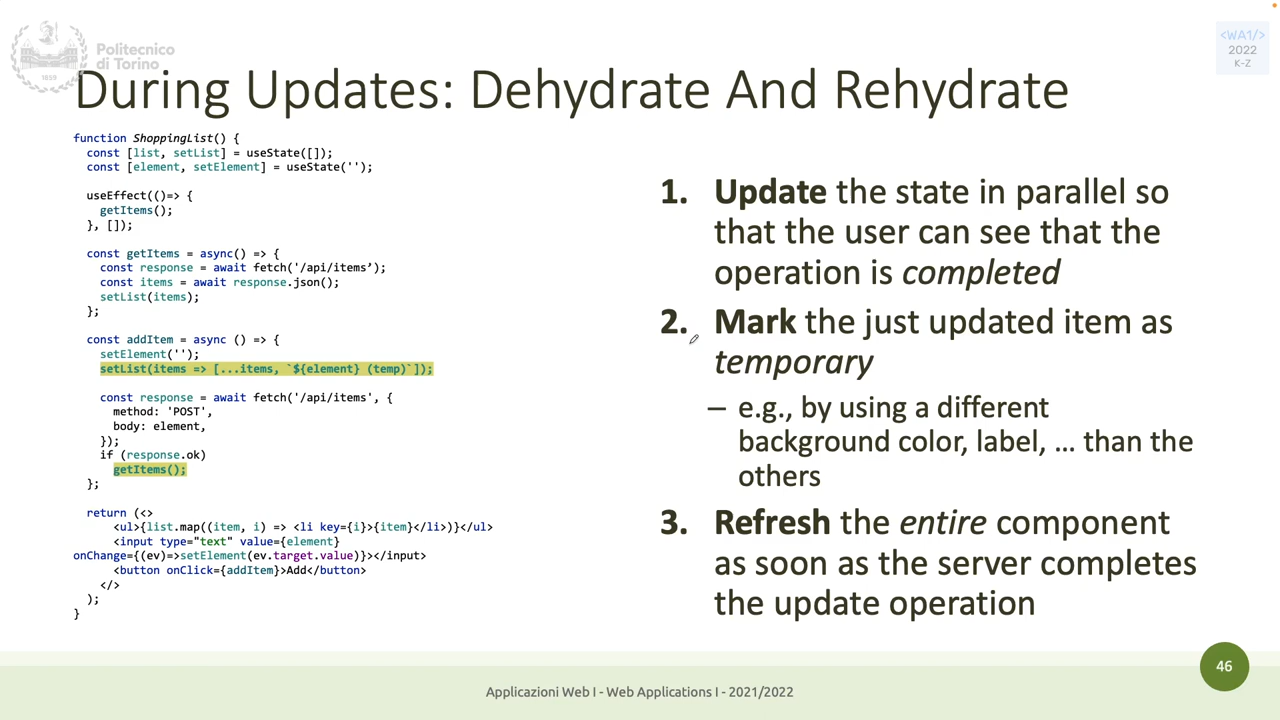 Politecnico
di Torino
1859
<WA1/>
2022
K-Z
During Updates: Dehydrate And Rehydrate
function ShoppingList() {
const [list, setList] = useState([]);
const [element, setElement] = useState('');
useEffect(()=> {
getItems();
}, []);
const getItems = async() => {
const response = await fetch('/api/items’);
const items = await response.json();
setList(items);
};
const addItem = async () => {
setElement('');
setList(items => [...items, `${element} (temp)`]);
const response = await fetch('/api/items', {
method: 'POST',
body: element,
});
if (response.ok)
getItems();
};
return (<>
<ul>{list.map((item, i) => <li key={i}>{item}</li>)}</ul>
<input type="text" value={element}
onChange={(ev)=>setElement(ev.target.value)}></input>
<button onClick={addItem}>Add</button>
</>
);
}
1. Update the state in parallel so
that the user can see that the
operation is completed
2. Mark the just updated item as
temporary
– e.g., by using a different
background color, label, … than the
others
3. Refresh the entire component
as soon as the server completes
the update operation
46
Applicazioni Web I - Web Applications I - 2021/2022